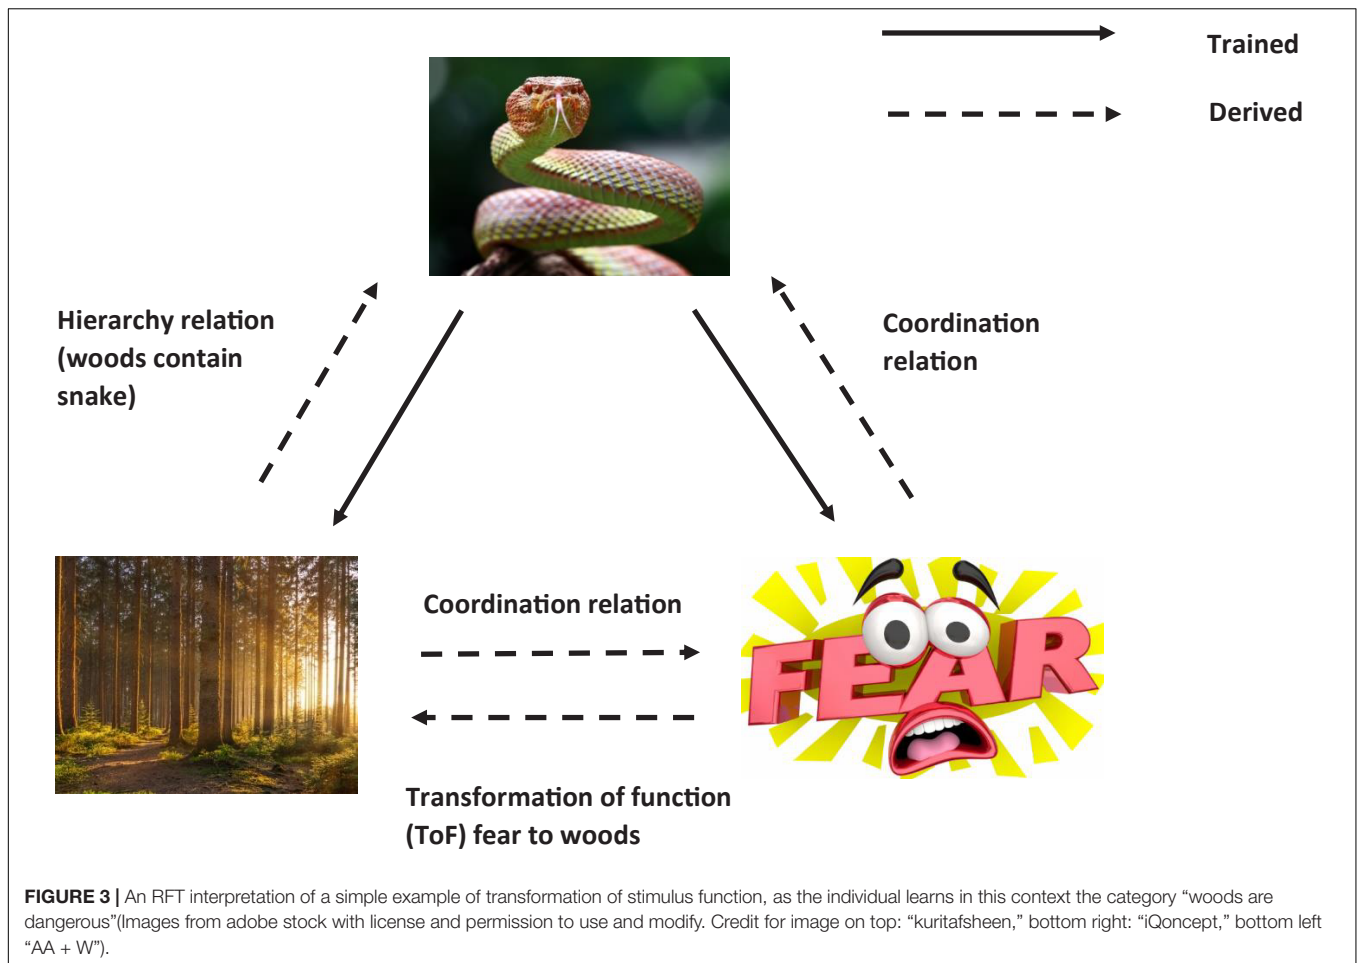 Trained
Derived
Hierarchy relation
(woods contain
snake)
Coordination
relation
Coordination relation
FEAR
Transformation of function
(ToF) fear to woods
FIGURE 3 | An RFT interpretation of a simple example of transformation of stimulus function, as the individual learns in this context the category “woods are
dangerous”(Images from adobe stock with license and permission to use and modify. Credit for image on top: “kuritafsheen,” bottom right: “iQoncept,” bottom left
“AA + W”).